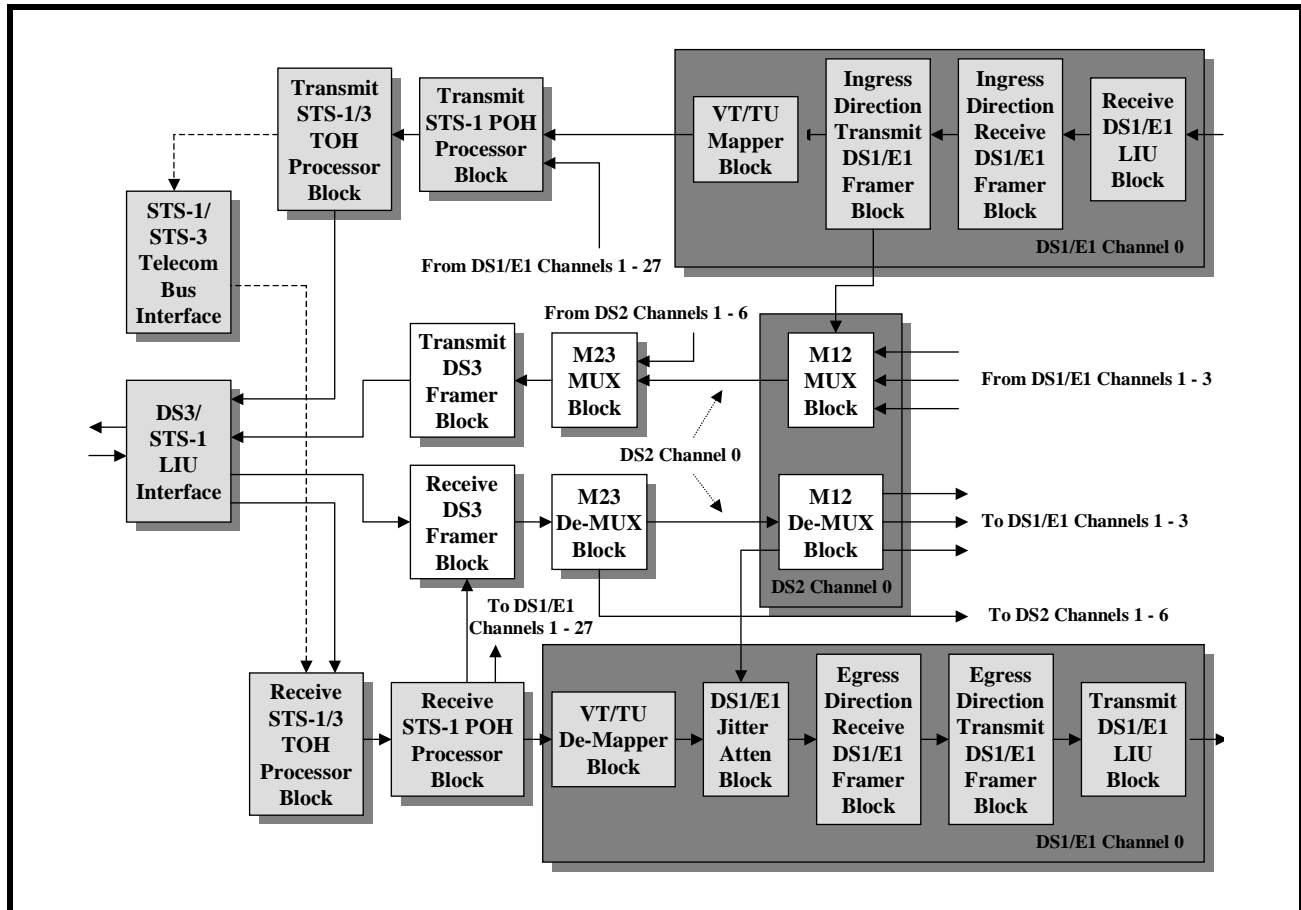 Transmit
STS-1/3
TOH
Processor
Block
Transmit
STS-1 POH
Processor
Block
VT/TU
Mapper
Block
Ingress
Direction
Transmit
DS1/E1
Framer
Block
Ingress
Direction
Receive
DS1/E1
Framer
Block
Receive
DS1/E1
LIU
Block
DS1/E1 Channel 0
STS-1/
STS-3
Telecom
Bus
Interface
From DS1/E1 Channels 1 - 27
From DS2 Channels 1 - 6
Transmit
DS3
Framer
Block
M23
MUX
Block
M12
MUX
Block
From DS1/E1 Channels 1 - 3
DS3/
STS-1
LIU
Interface
DS2 Channel 0
Receive
DS3
Framer
Block
M23
De-MUX
Block
M12
De-MUX
Block
To DS1/E1 Channels 1 - 3
DS2 Channel 0
To DS1/E1
Channels 1 - 27
To DS2 Channels 1 - 6
Receive
STS-1/3
TOH
Processor
Block
Receive
STS-1 POH
Processor
Block
VT/TU
De-Mapper
Block
DS1/E1
Jitter
Atten
Block
Egress
Direction
Receive
DS1/E1
Framer
Block
Egress
Direction
Transmit
DS1/E1
Framer
Block
Transmit
DS1/E1
LIU
Block
DS1/E1 Channel 0